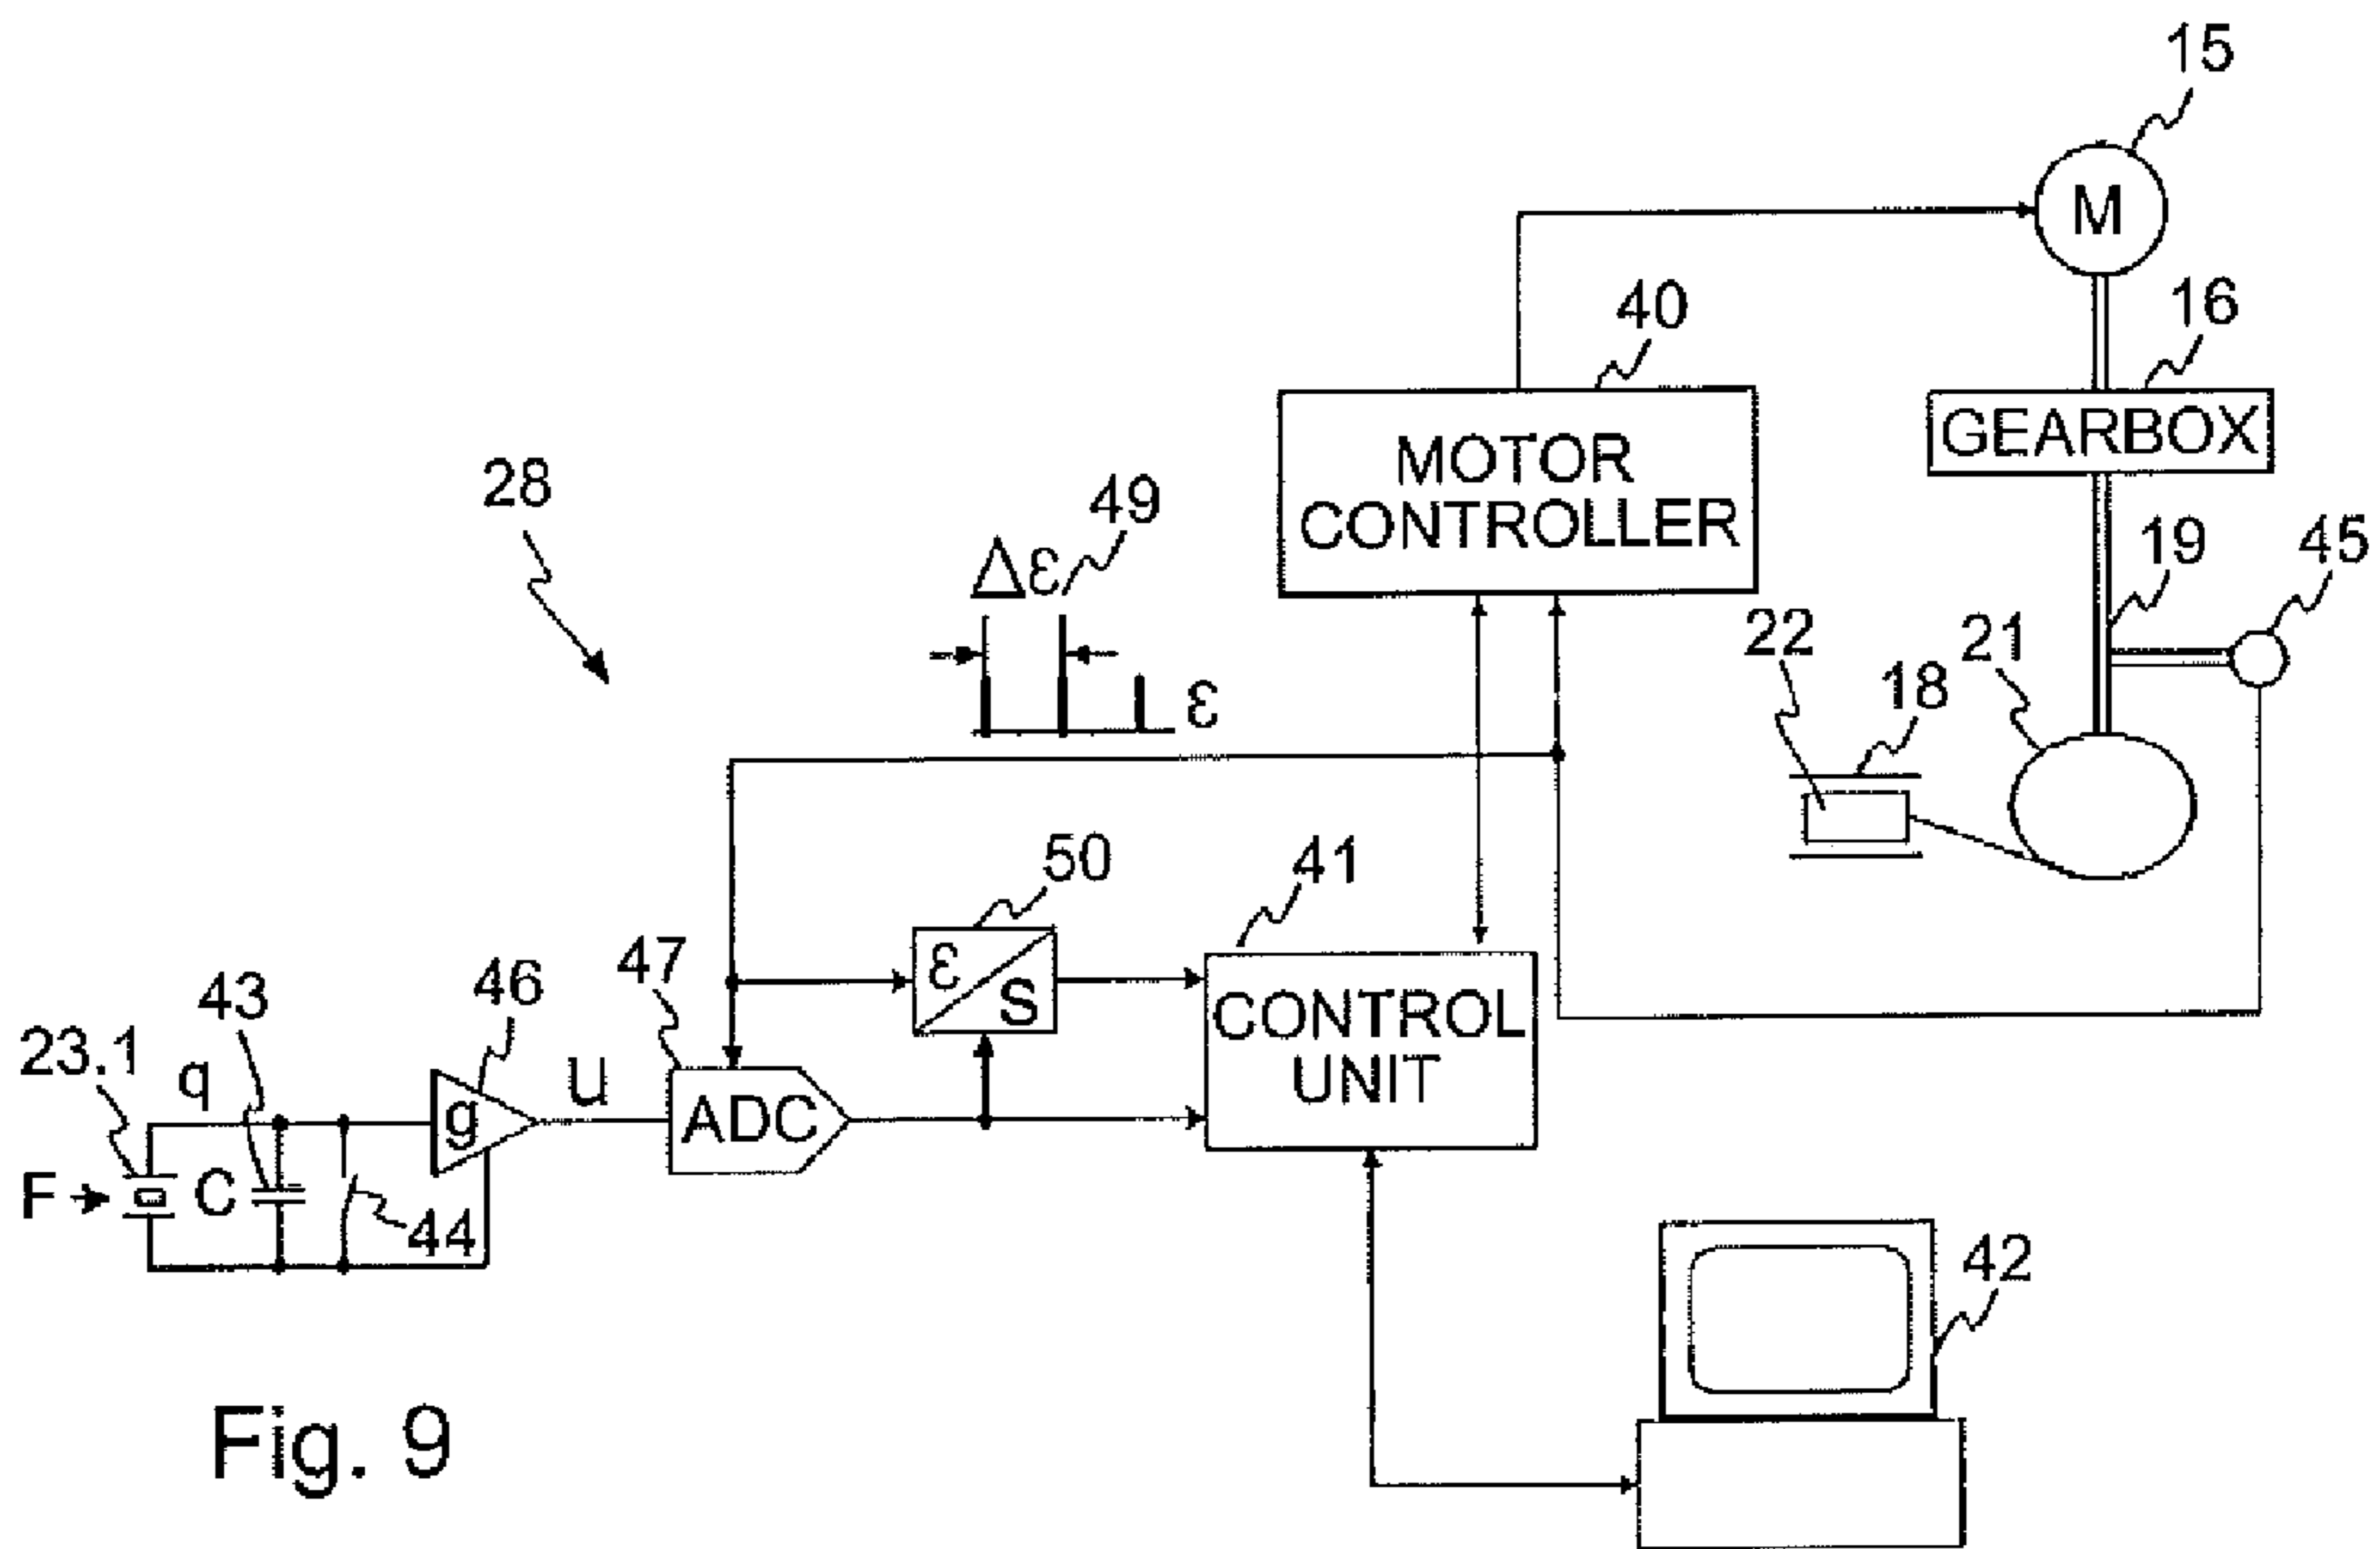 15
M
40
16
MOTOR
CONTROLLER
GEARBOX
28
49
Δε
19
45
22
18
21
ε
50
41
47
ε
S
46
43
CONTROL
UNIT
23.1
q
g
u
ADC
F
C
44
42
Fig. 9